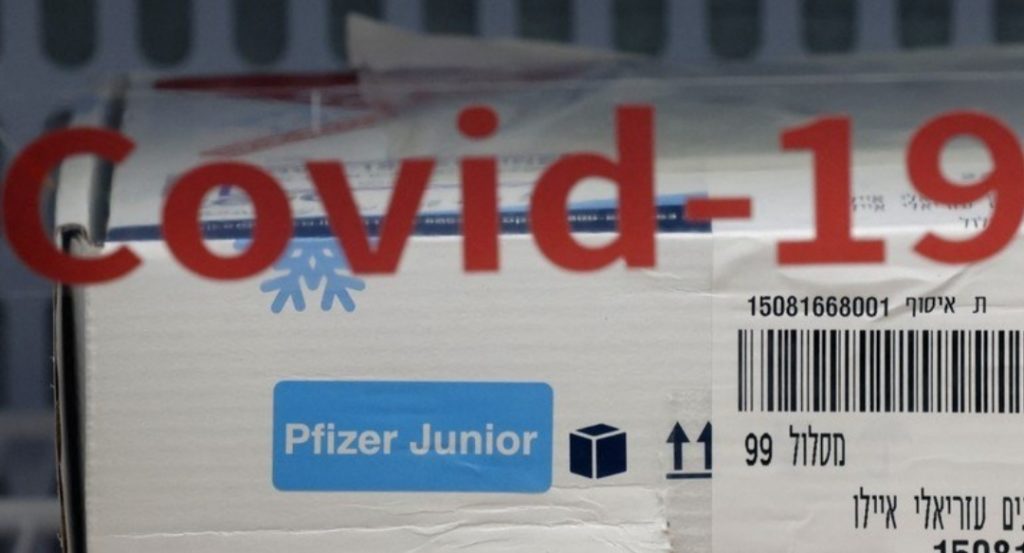 Covid-19
ת איסוף 15081668001
Pfizer Junior
מסלול 99
עזריאלי איילו